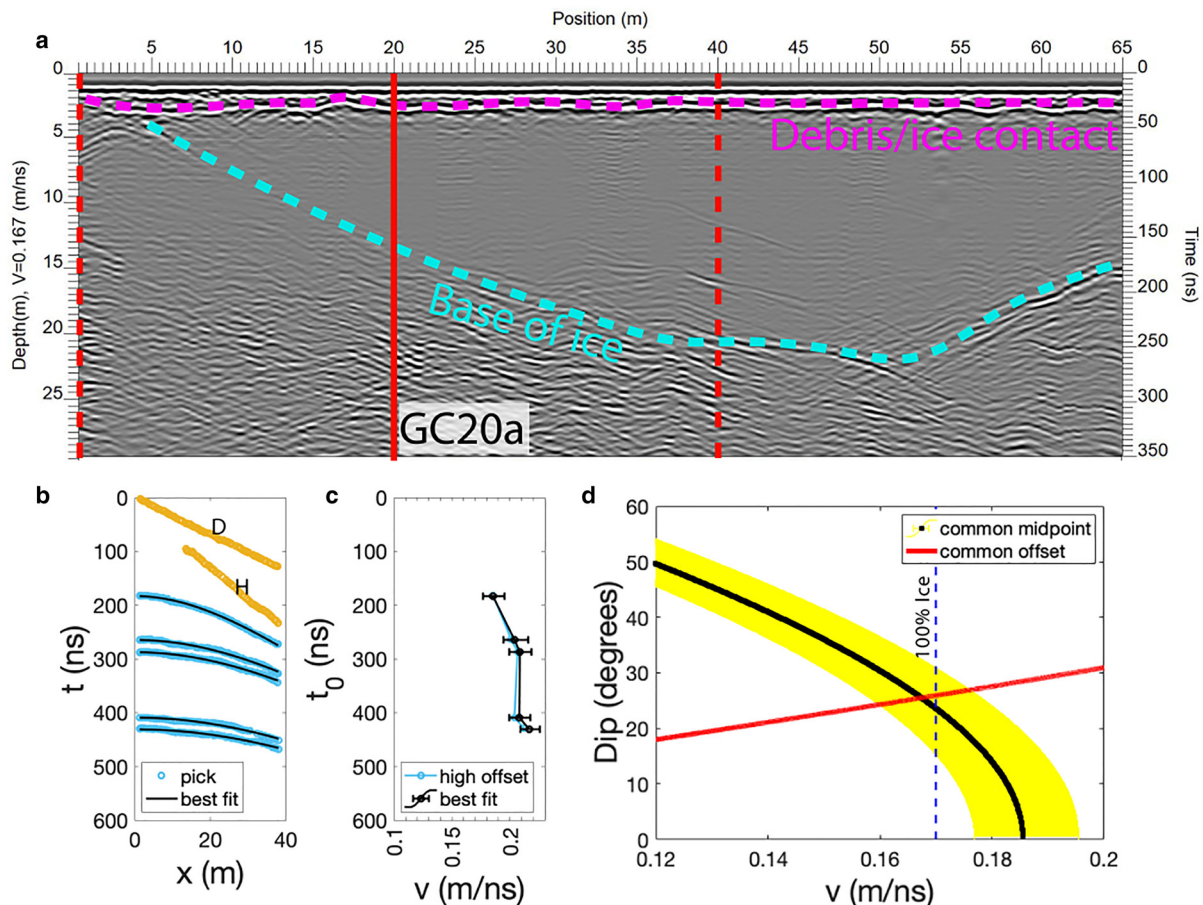 Position (m)
a
5 10 15 20 25 30 35 40 45 50 55 60 65
0 0
5 50
10 100
15 150
20 200
25 250
300
350
Depth(m), V=0.167 (m/ns)
Time (ns)
Debris/ice contact
Base of ice
GC20a
b
0
100
200
300
400
500
600
t (ns)
D
H
pick
best fit
0 20 40
x (m)
c
0
100
200
300
400
500
600
t0 (ns)
high offset
best fit
0.1 0.15 0.2
v (m/ns)
d
60
50
40
30
20
10
0
Dip (degrees)
common midpoint
common offset
100% Ice
0.12 0.14 0.16 0.18 0.2
v (m/ns)